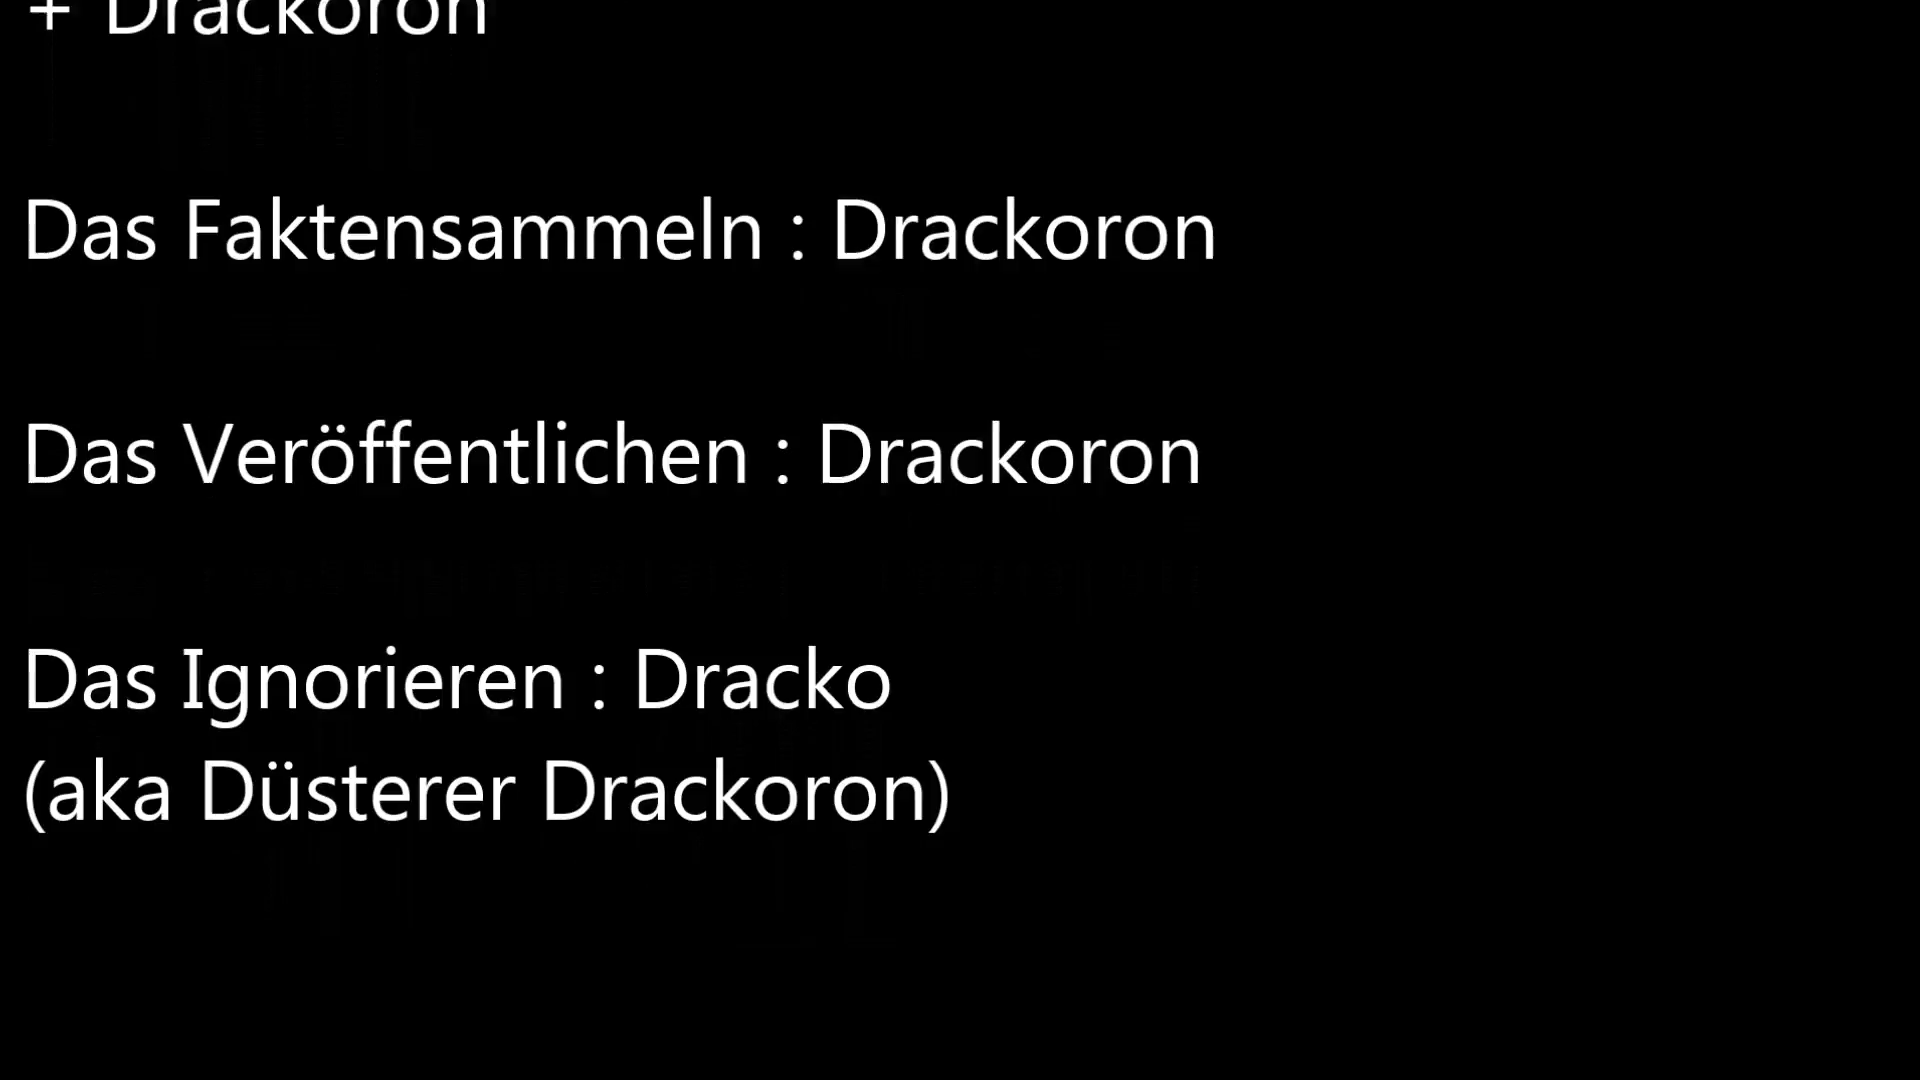 + Drackoron
Das Faktensammeln : Drackoron
Das Veröffentlichen : Drackoron
Das Ignorieren : Dracko
(aka Düsterer Drackoron)